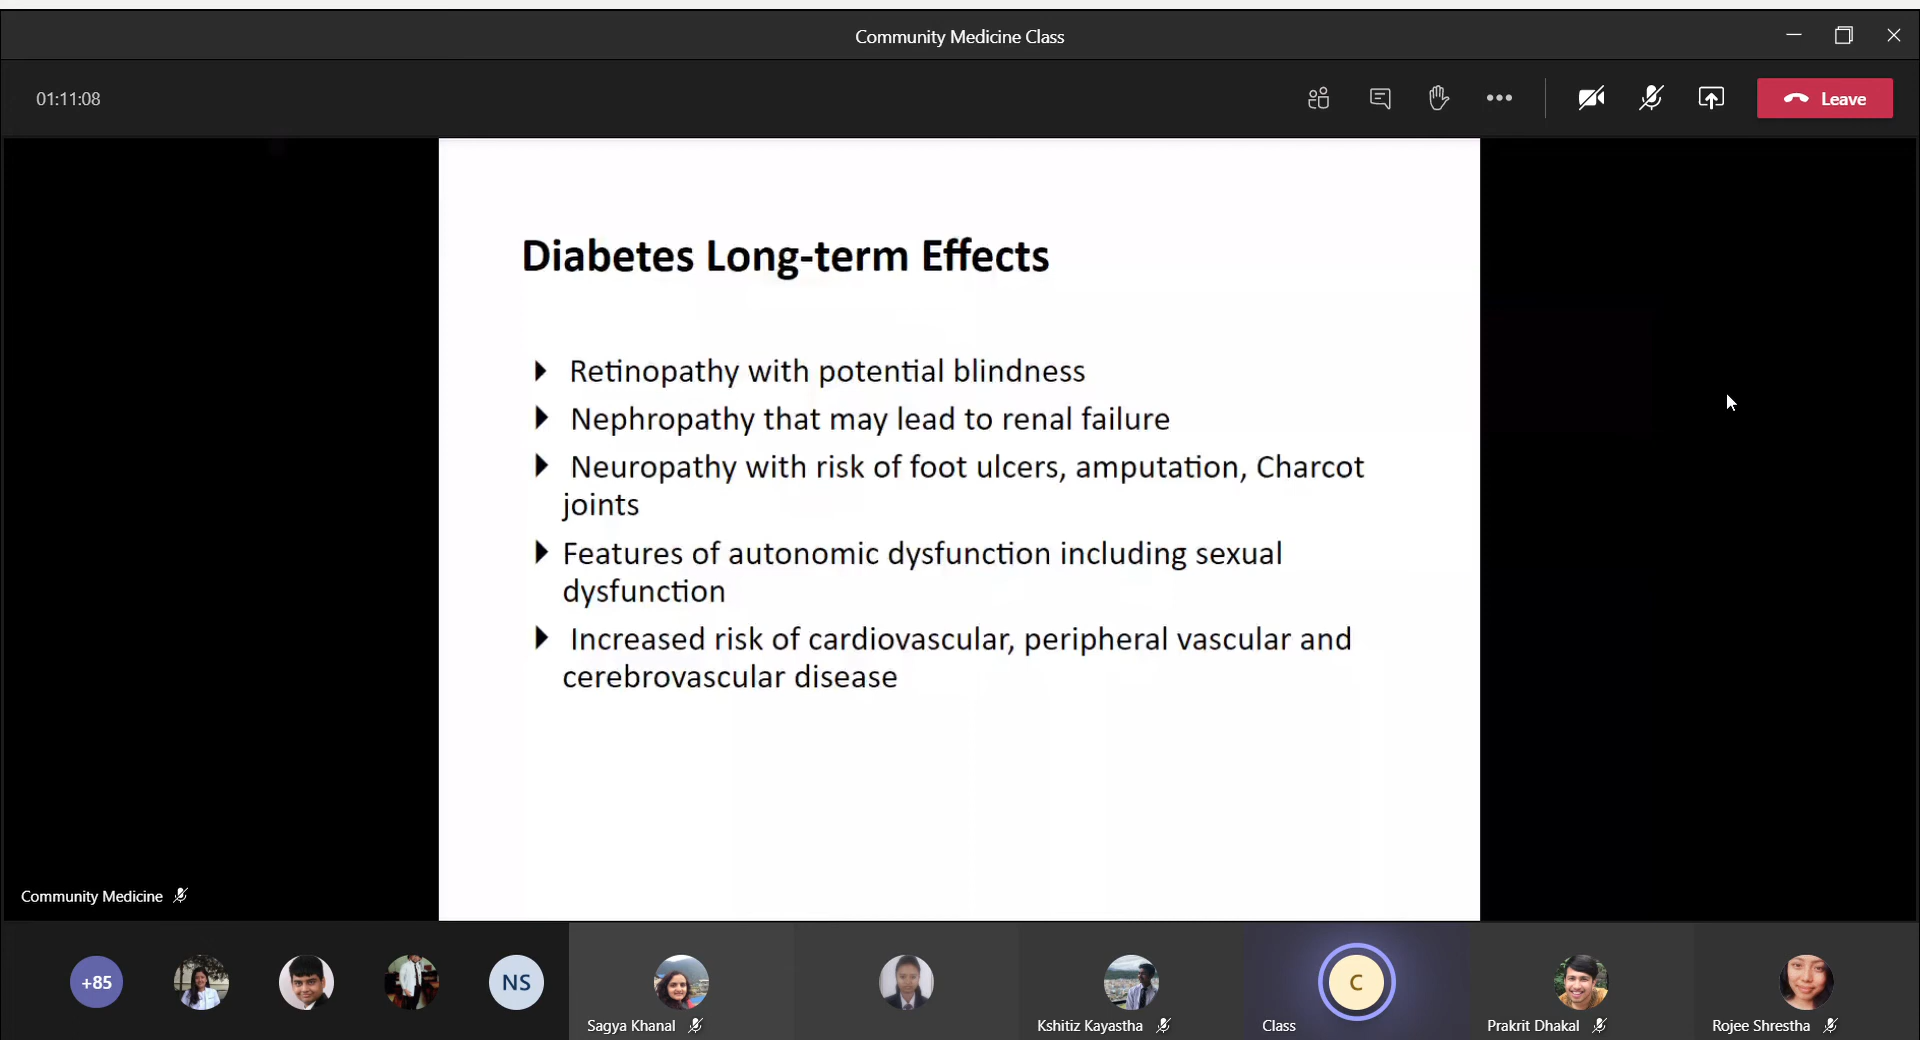 Community Medicine Class
01:11:08
Leave
Diabetes Long-term Effects
Retinopathy with potential blindness
Nephropathy that may lead to renal failure
Neuropathy with risk of foot ulcers, amputation, Charcot
joints
Features of autonomic dysfunction including sexual
dysfunction
Increased risk of cardiovascular, peripheral vascular and
cerebrovascular disease
Community Medicine
+85
NS
C
Sagya Khanal
Kshitiz Kayastha
Class
Prakrit Dhakal
Rojee Shrestha